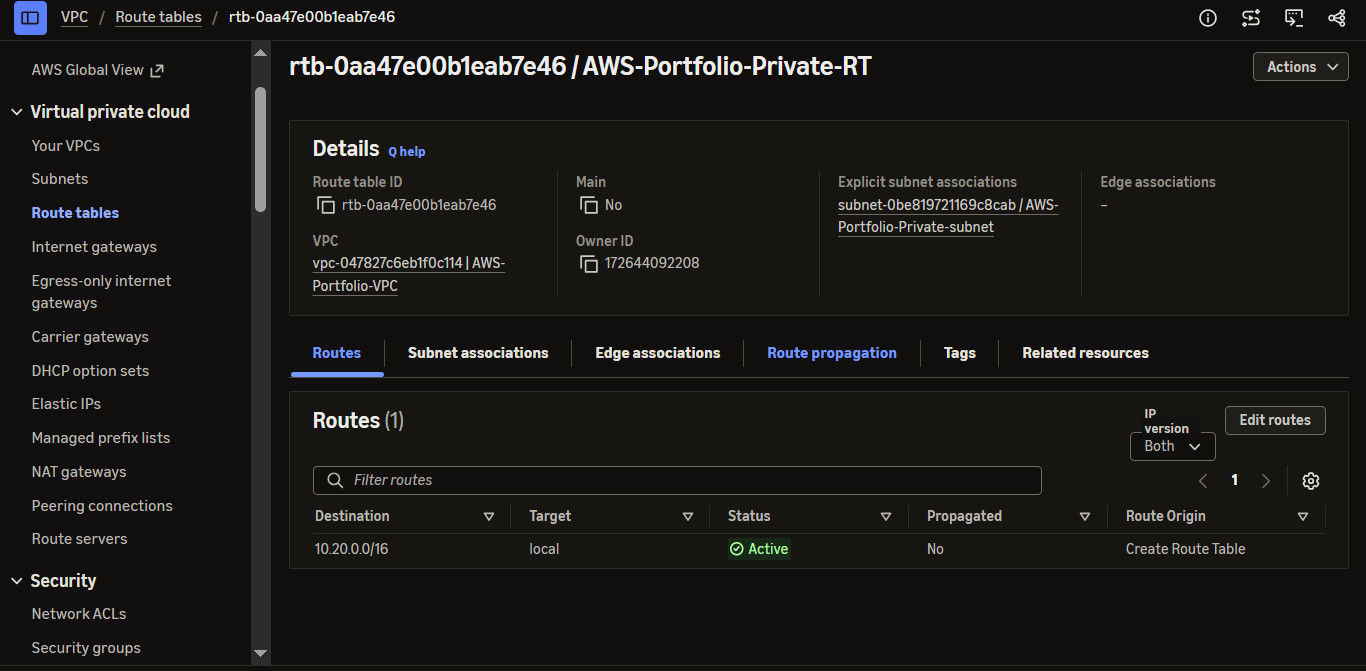 VPC / Route tables / rtb-0aa47e00b1eab7e46
AWS Global View
Virtual private cloud
Your VPCs
Subnets
Route tables
Internet gateways
Egress-only internet
gateways
Carrier gateways
DHCP option sets
Elastic IPs
Managed prefix lists
NAT gateways
Peering connections
Route servers
Security
Network ACLs
Security groups
rtb-0aa47e00b1eab7e46 / AWS-Portfolio-Private-RT
Actions
Details Q help
Route table ID
rtb-0aa47e00b1eab7e46
VPC
vpc-047827c6eb1f0c114 | AWS-
Portfolio-VPC
Main
No
Owner ID
172644092208
Explicit subnet associations
subnet-0be819721169c8cab / AWS-
Portfolio-Private-subnet
Edge associations
–
Routes Subnet associations Edge associations Route propagation Tags Related resources
Routes (1)
IP
version
Both
Edit routes
Filter routes
1
Destination Target Status Propagated Route Origin
10.20.0.0/16 local Active No Create Route Table